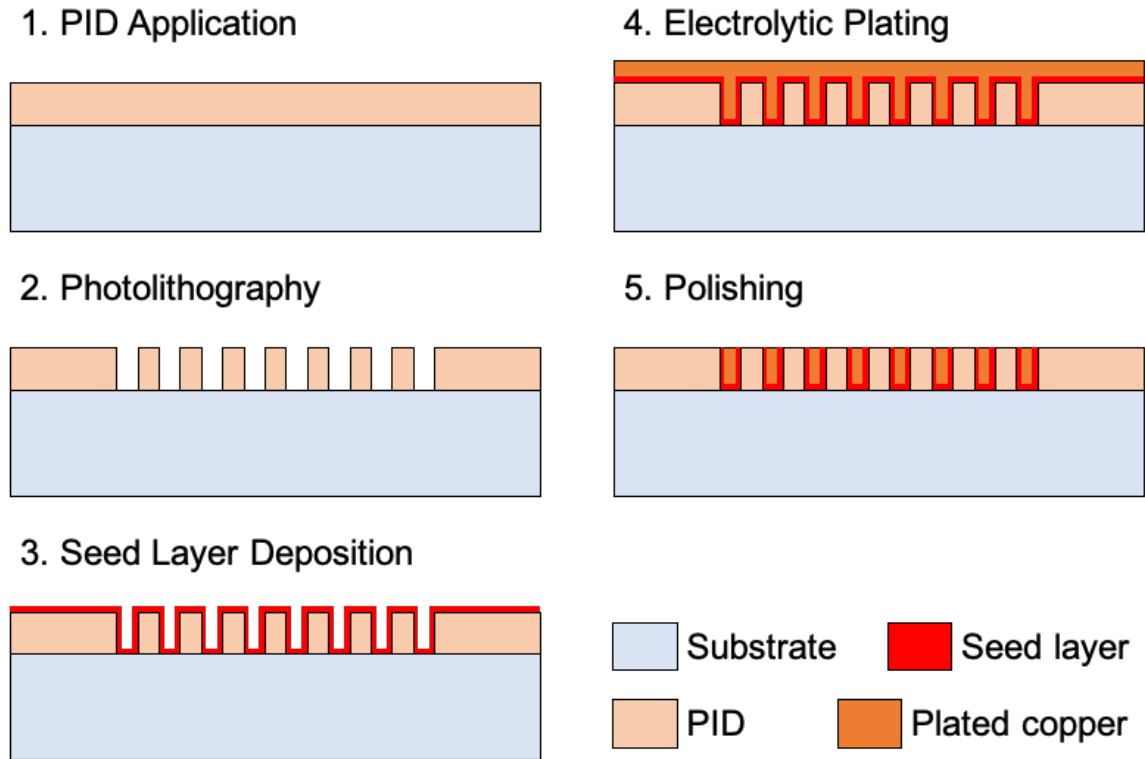 1. PID Application
2. Photolithography
3. Seed Layer Deposition
4. Electrolytic Plating
5. Polishing
Substrate
Seed layer
PID
Plated copper